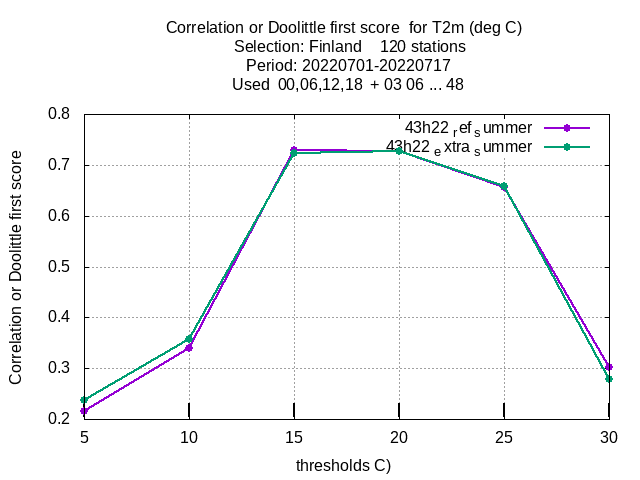 Correlation or Doolittle first score for T2m (deg C)
Selection: Finland 120 stations
Period: 20220701-20220717
Used 00,06,12,18 + 03 06 ... 48
43h22 ref summer
43h22 extra summer
Correlation or Doolittle first score
0.8
0.7
0.6
0.5
0.4
0.3
0.2
5 10 15 20 25 30
thresholds C)